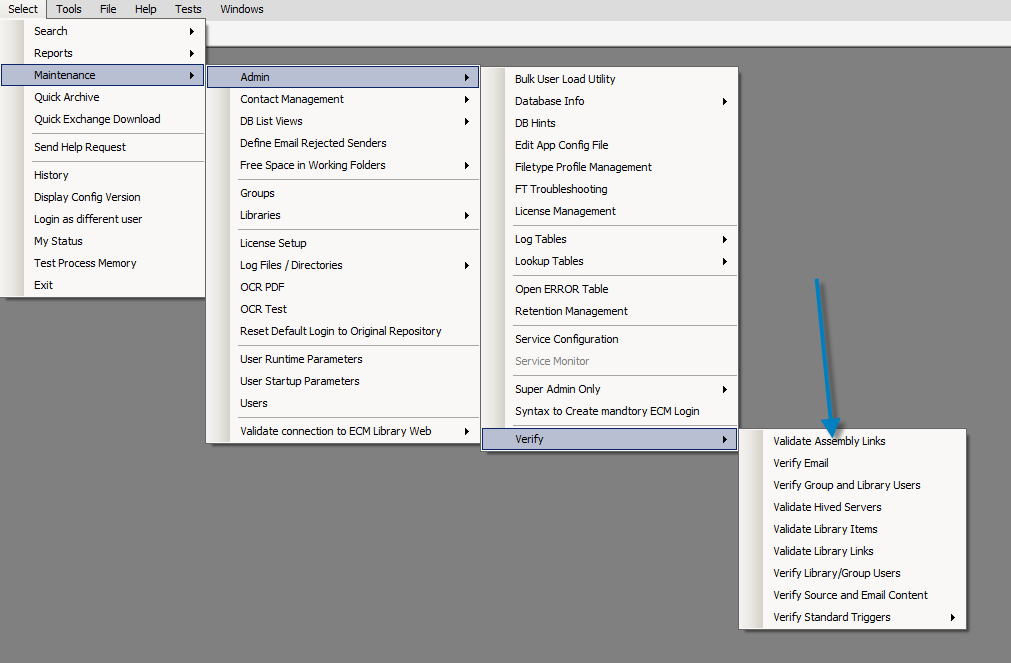 Select Tools File Help Tests Windows
Search
Reports
Maintenance
Quick Archive
Quick Exchange Download
Send Help Request
History
Display Config Version
Login as different user
My Status
Test Process Memory
Exit
Admin
Contact Management
DB List Views
Define Email Rejected Senders
Free Space in Working Folders
Groups
Libraries
License Setup
Log Files / Directories
OCR PDF
OCR Test
Reset Default Login to Original Repository
User Runtime Parameters
User Startup Parameters
Users
Validate connection to ECM Library Web
Bulk User Load Utility
Database Info
DB Hints
Edit App Config File
Filetype Profile Management
FT Troubleshooting
License Management
Log Tables
Lookup Tables
Open ERROR Table
Retention Management
Service Configuration
Service Monitor
Super Admin Only
Syntax to Create mandtory ECM Login
Verify
Validate Assembly Links
Verify Email
Verify Group and Library Users
Validate Hived Servers
Validate Library Items
Validate Library Links
Verify Library/Group Users
Verify Source and Email Content
Verify Standard Triggers